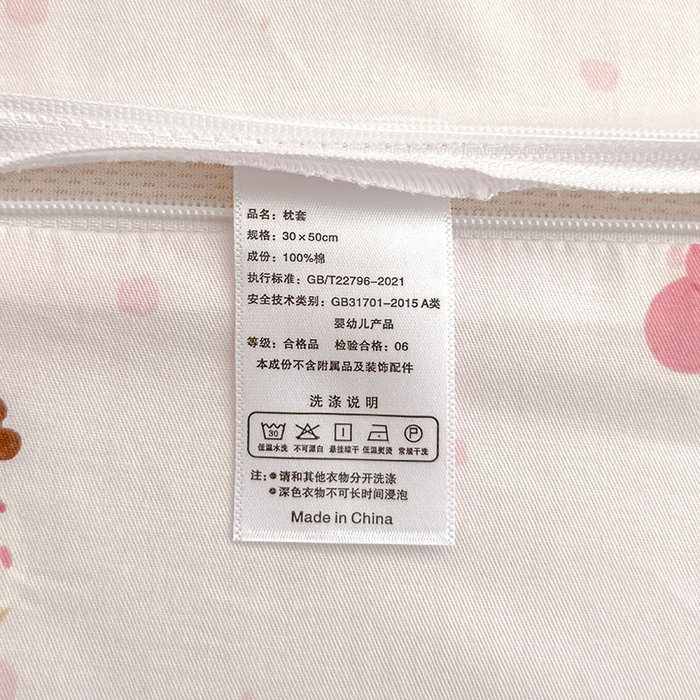 品名：枕套
规格：30×50cm
成份：100%棉
执行标准：GB/T22796-2021
安全技术类别：GB31701-2015 A类
婴幼儿产品
等级：合格品 检验合格：06
本成份不含附属品及装饰配件
洗涤说明
30 P
低温水洗 不可漂白 悬挂晾干 低温熨烫 常规干洗
注：●请和其他衣物分开洗涤
●深色衣物不可长时间浸泡
Made in China